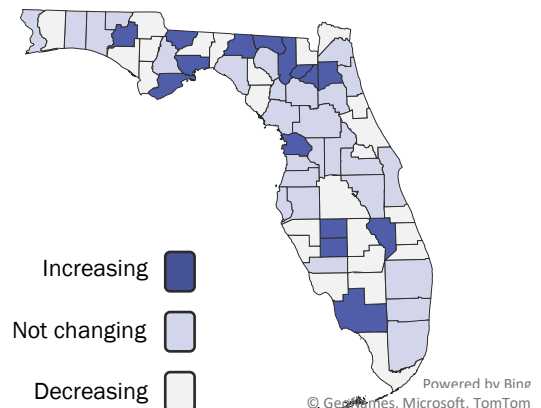 Increasing
Not changing
Decreasing
Powered by Bing
© GeoNames, Microsoft, TomTom